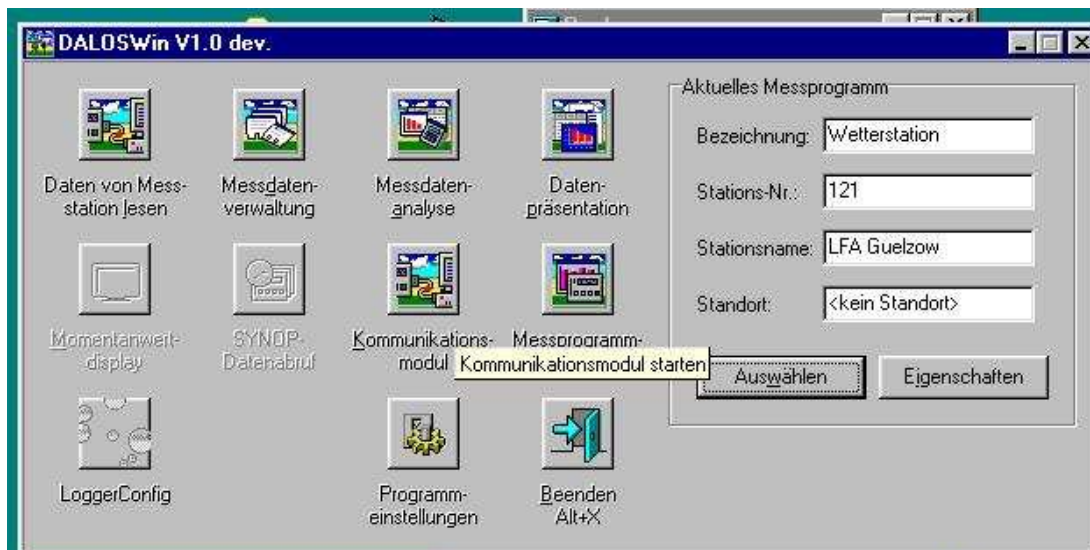 DALOSWin V1.0 dev.
Daten von Mess-
station lesen
Messdaten-
verwaltung
Messdaten-
analyse
Daten-
präsentation
Momentanwert-
display
SYNOP-
Datenabruf
Kommunikations-
modul
Messprogramm-
Kommunikationsmodul starten
LoggerConfig
Programm-
einstellungen
Beenden
Alt+X
Aktuelles Messprogramm
Bezeichnung: Wetterstation
Stations-Nr.: 121
Stationsname: LFA Guelzow
Standort: <kein Standort>
Auswählen
Eigenschaften